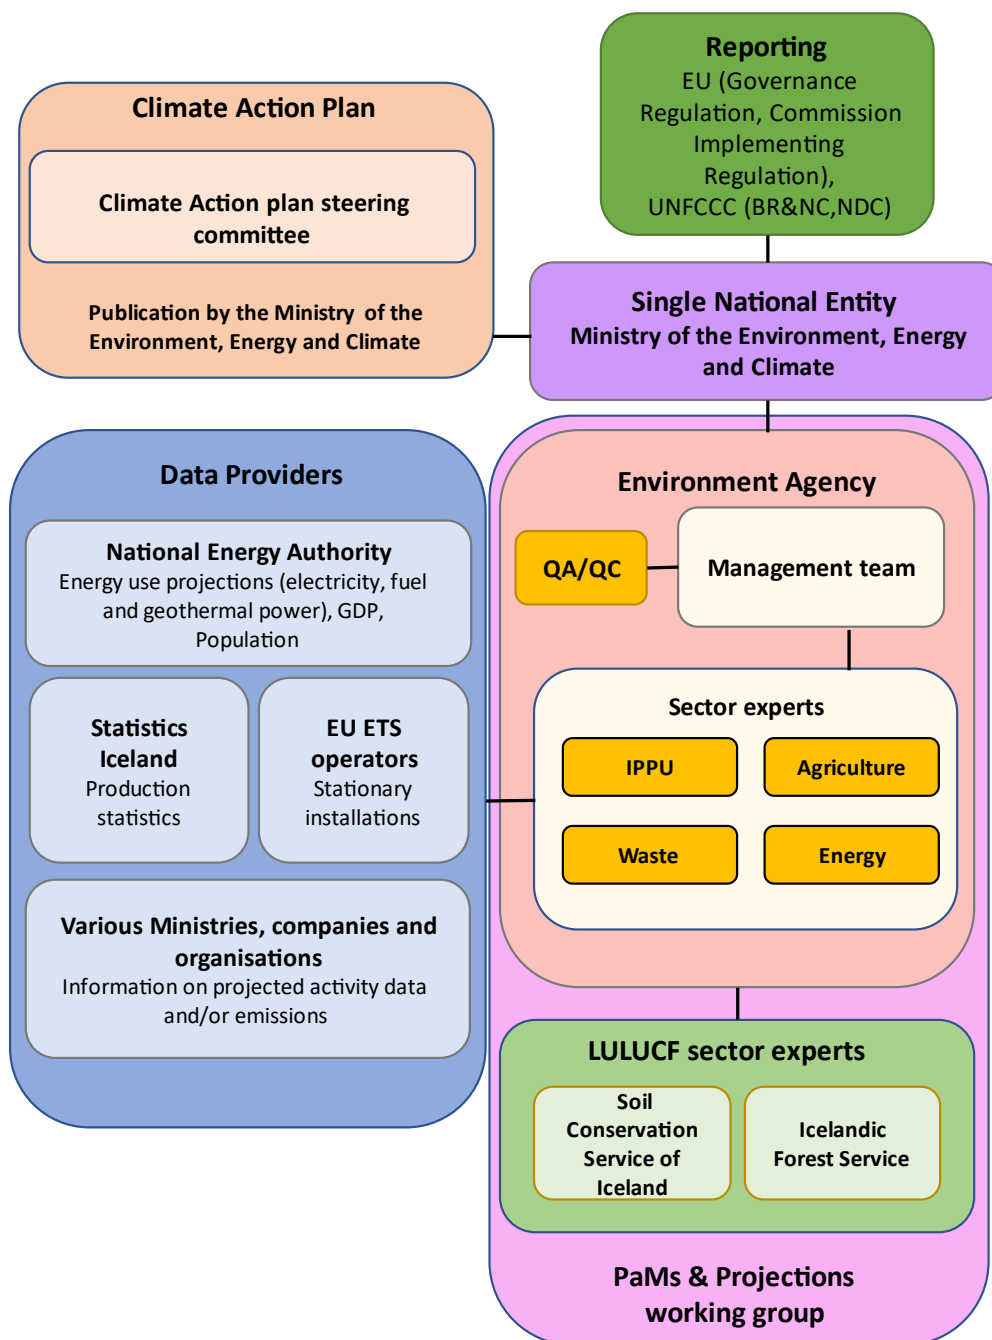 Reporting
EU (Governance
Regulation, Commission
Implementing
Regulation),
UNFCCC (BR&NC,NDC)
Climate Action Plan
Climate Action plan steering
committee
Publication by the Ministry of the
Environment, Energy and Climate
Single National Entity
Ministry of the Environment, Energy
and Climate
Data Providers
National Energy Authority
Energy use projections (electricity, fuel
and geothermal power), GDP,
Population
Statistics
Iceland
Production
statistics
EU ETS
operators
Stationary
installations
Various Ministries, companies and
organisations
Information on projected activity data
and/or emissions
Environment Agency
QA/QC
Management team
Sector experts
IPPU
Agriculture
Waste
Energy
LULUCF sector experts
Soil
Conservation
Service of
Iceland
Icelandic
Forest Service
PaMs & Projections
working group